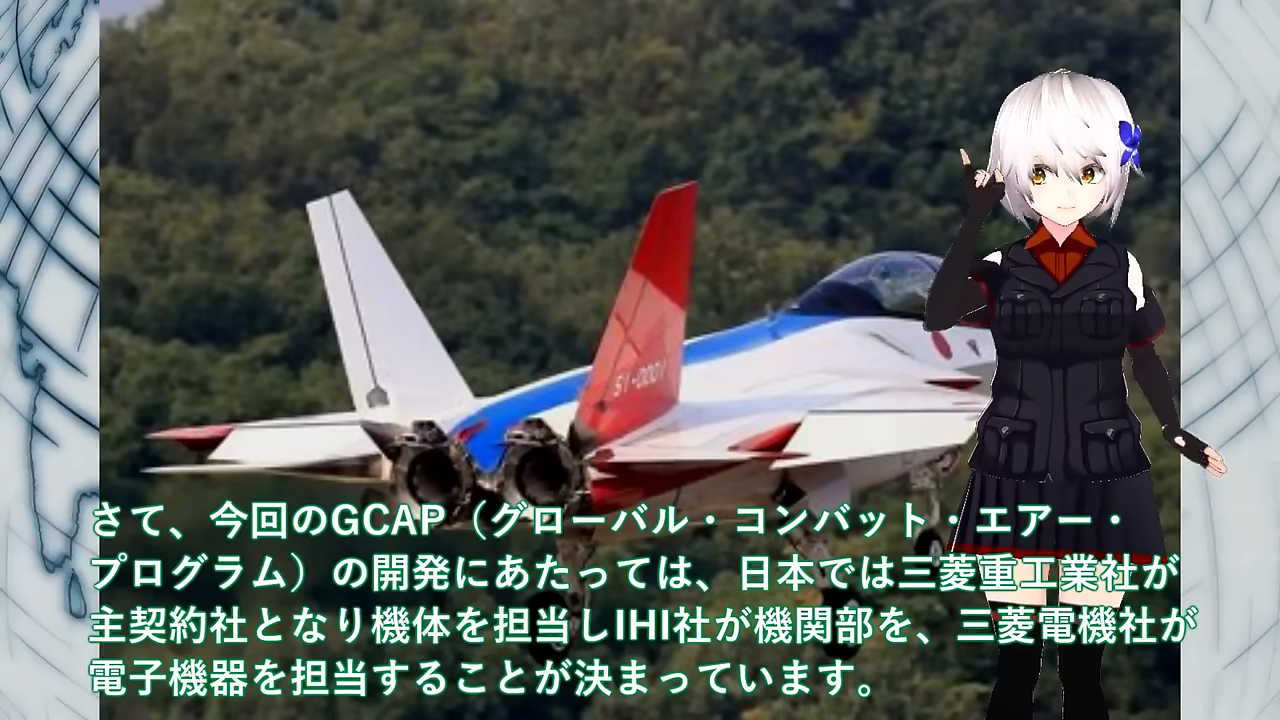 51-0001
さて、今回のGCAP（グローバル・コンバット・エアー・
プログラム）の開発にあたっては、日本では三菱重工業社が
主契約社となり機体を担当しIHI社が機関部を、三菱電機社が
電子機器を担当することが決まっています。